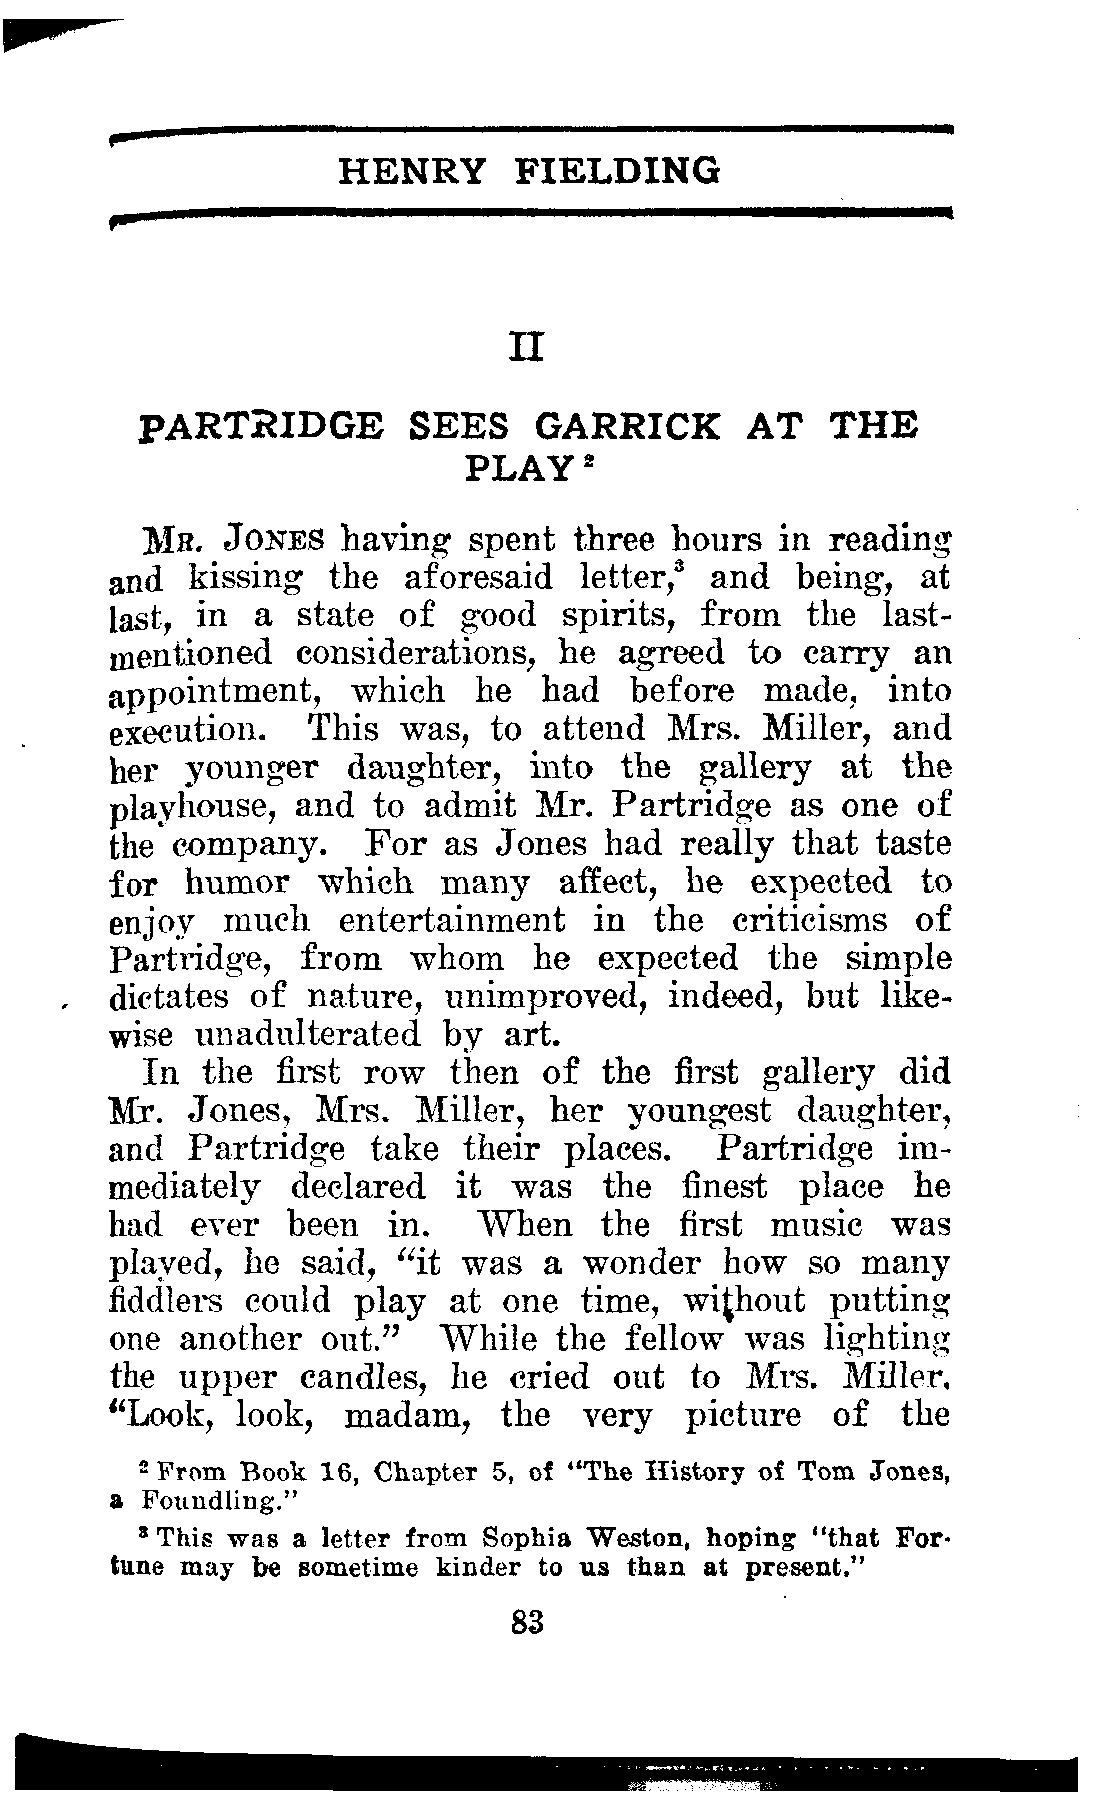 HENRY FIELDING
II
PARTRIDGE SEES GARRICK AT THE
PLAY²
MR. JONES having spent three hours in reading
and kissing the aforesaid letter,³ and being, at
last, in a state of good spirits, from the last-
mentioned considerations, he agreed to carry an
appointment, which he had before made, into
execution. This was, to attend Mrs. Miller, and
her younger daughter, into the gallery at the
playhouse, and to admit Mr. Partridge as one of
the company. For as Jones had really that taste
for humor which many affect, he expected to
enjoy much entertainment in the criticisms of
Partridge, from whom he expected the simple
dictates of nature, unimproved, indeed, but like-
wise unadulterated by art.
In the first row then of the first gallery did
Mr. Jones, Mrs. Miller, her youngest daughter,
and Partridge take their places. Partridge im-
mediately declared it was the finest place he
had ever been in. When the first music was
played, he said, "it was a wonder how so many
fiddlers could play at one time, without putting
one another out." While the fellow was lighting
the upper candles, he cried out to Mrs. Miller,
"Look, look, madam, the very picture of the
² From Book 16, Chapter 5, of "The History of Tom Jones,
a Foundling."
³ This was a letter from Sophia Weston, hoping "that For-
tune may be sometime kinder to us than at present."
83